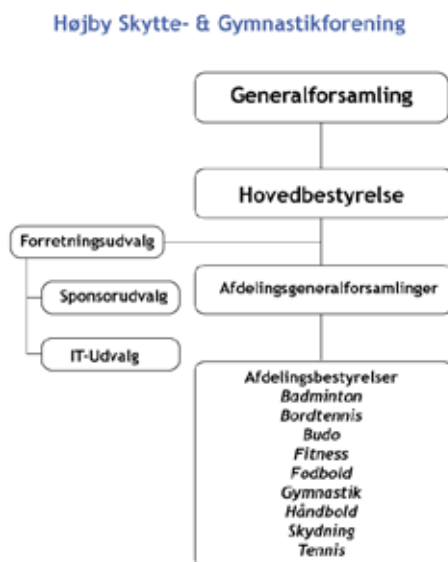 Højby Skytte- & Gymnastikforening
Generalforsamling
Hovedbestyrelse
Forretningsudvalg
Sponsorudvalg
Afdelingsgeneralforsamlinger
IT-Udvalg
Afdelingsbestyrelser
Badminton
Bordtennis
Budo
Fitness
Fodbold
Gymnastik
Håndbold
Skydning
Tennis